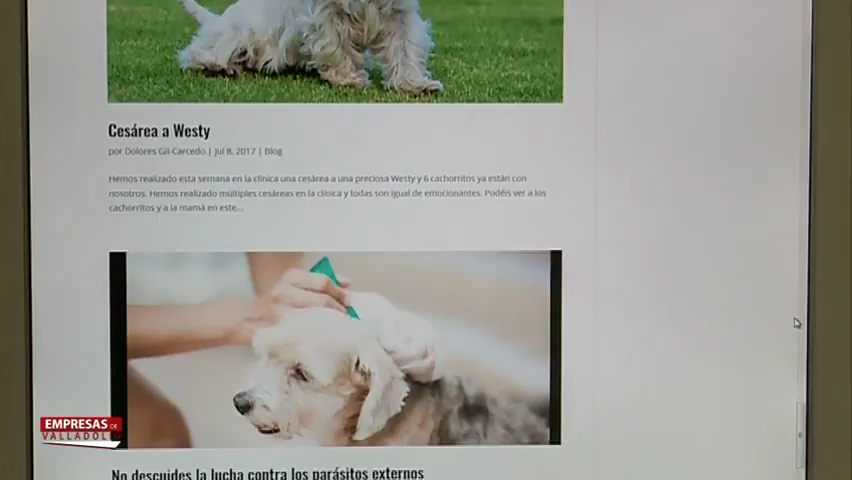 Cesárea a Westy
por Dolores Gil-Carcedo | Jul 8, 2017 | Blog
Hemos realizado esta semana en la clínica una cesárea a una preciosa Westy y 6 cachorritos ya están con
nosotros. Hemos realizado múltiples cesáreas en la clínica y todas son igual de emocionantes. Podéis ver a los
cachorritos y a la mamá en este...
EMPRESAS DE
VALLADOLID
No descuides la lucha contra los parásitos externos